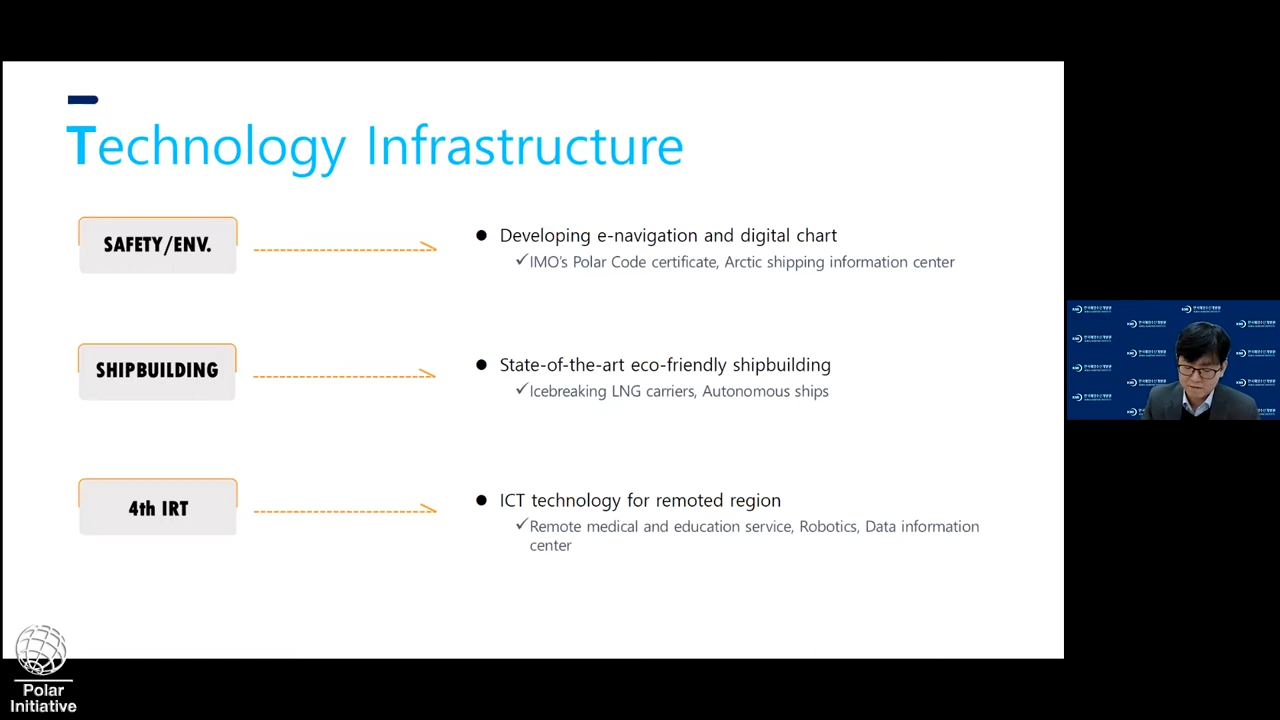 Technology Infrastructure
SAFETY/ENV.
● Developing e-navigation and digital chart
✓IMO's Polar Code certificate, Arctic shipping information center
SHIPBUILDING
● State-of-the-art eco-friendly shipbuilding
✓Icebreaking LNG carriers, Autonomous ships
4th IRT
● ICT technology for remoted region
✓Remote medical and education service, Robotics, Data information
center
Polar
Initiative